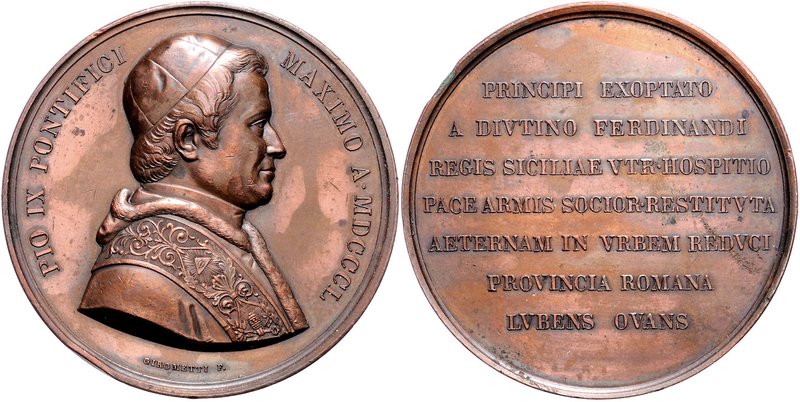 PIO IX PONTIFICI MAXIMO A·MDCCCL
GIROMETTI F.
PRINCIPI EXOPTATO
A DIVTINO FERDINANDI
REGIS SICILIAE VTR·HOSPITIO
PACE ARMIS SOCIOR·RESTITVTA
AETERNAM IN VRBEM REDVCI
PROVINCIA ROMANA
LVBENS OVANS